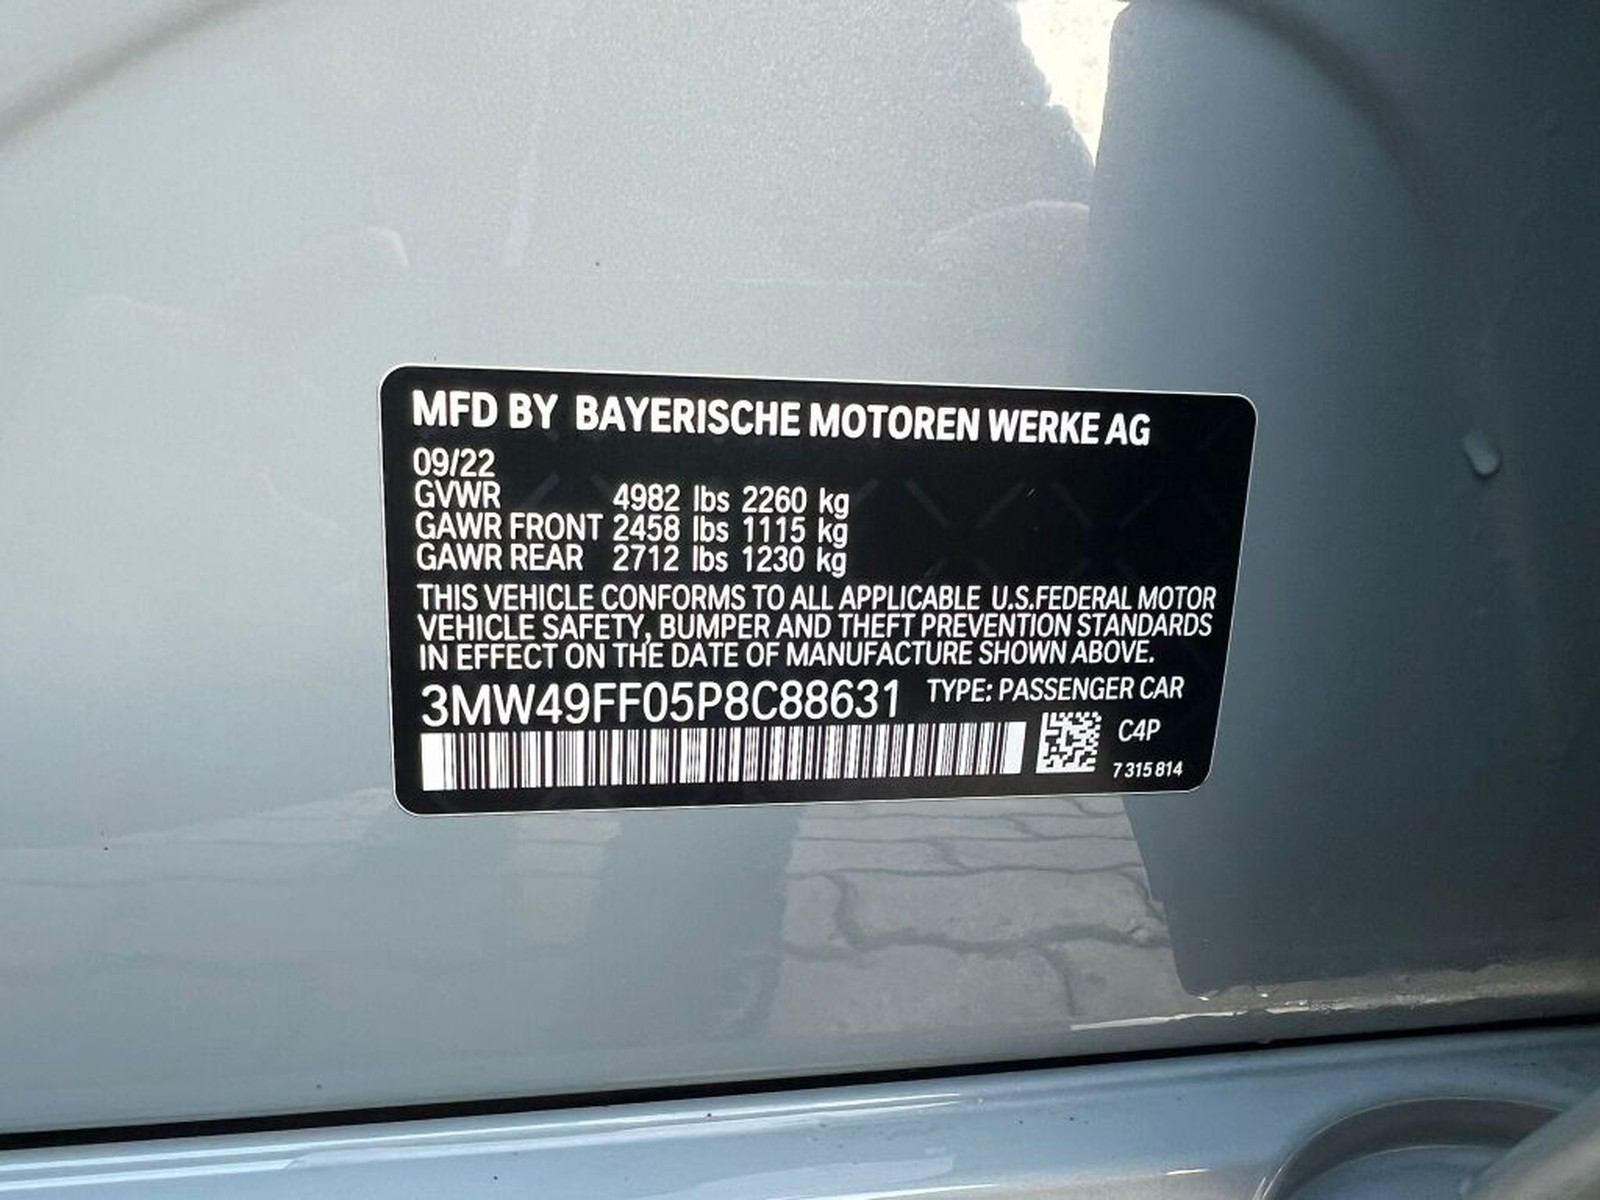 MFD BY BAYERISCHE MOTOREN WERKE AG
09/22
GVWR 4982 lbs 2260 kg
GAWR FRONT 2458 lbs 1115 kg
GAWR REAR 2712 lbs 1230 kg
THIS VEHICLE CONFORMS TO ALL APPLICABLE U.S.FEDERAL MOTOR
VEHICLE SAFETY, BUMPER AND THEFT PREVENTION STANDARDS
IN EFFECT ON THE DATE OF MANUFACTURE SHOWN ABOVE.
3MW49FF05P8C88631 TYPE: PASSENGER CAR
C4P
7 315 814